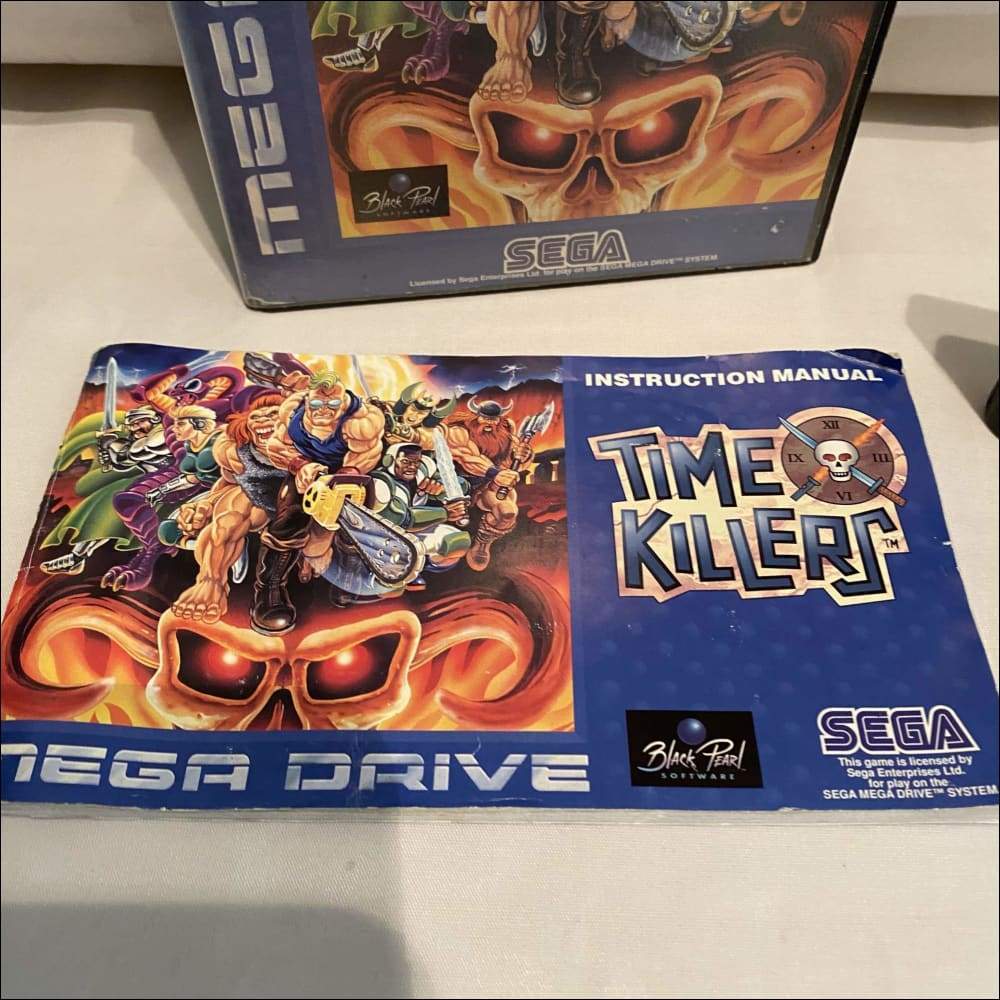 MEGA
Black Pearl
SOFTWARE
SEGA
Licensed by Sega Enterprises Ltd. for play on the SEGA MEGA DRIVE™ SYSTEM
INSTRUCTION MANUAL
TIME
KILLERS™
XII
IX III
VI
Black Pearl
SOFTWARE
SEGA
This game is licensed by
Sega Enterprises Ltd.
for play on the
SEGA MEGA DRIVE™ SYSTEM
MEGA DRIVE